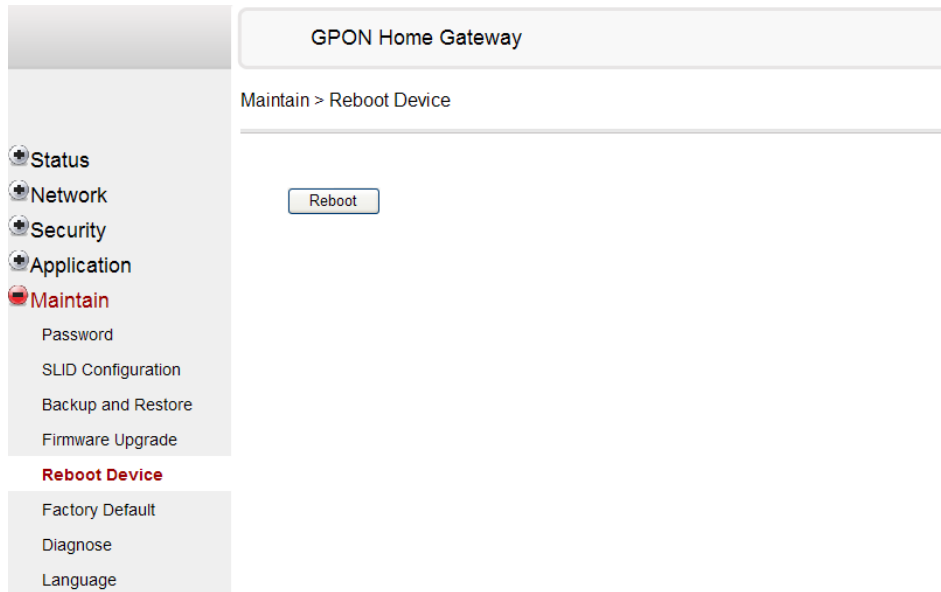 GPON Home Gateway
Maintain > Reboot Device
Status
Network
Security
Application
Maintain
Password
SLID Configuration
Backup and Restore
Firmware Upgrade
Reboot Device
Factory Default
Diagnose
Language
Reboot